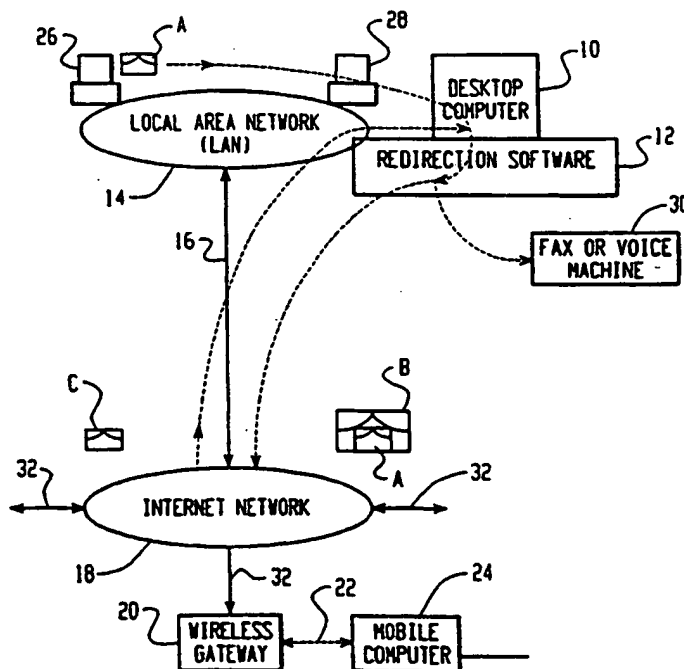 26
A
28
10
DESKTOP
COMPUTER
LOCAL AREA NETWORK
(LAN)
REDIRECTION SOFTWARE
12
14
30
16
FAX OR VOICE
MACHINE
C
B
A
32
INTERNET NETWORK
32
18
32
22
24
20
WIRELESS
GATEWAY
MOBILE
COMPUTER